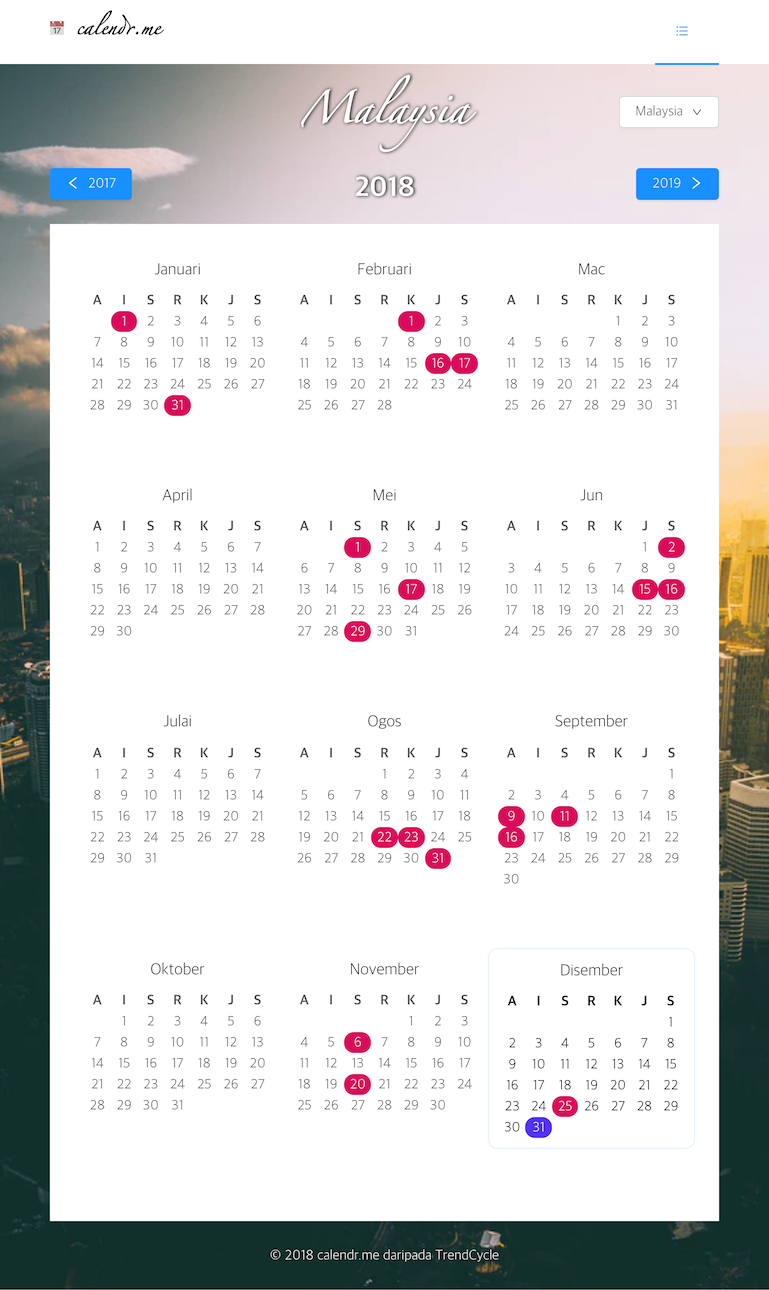 17 calendr.me
Malaysia
Malaysia
2017
2018
2019
Januari Februari Mac
A I S R K J S A I S R K J S A I S R K J S
1 2 3 4 5 6 1 2 3 1 2 3
7 8 9 10 11 12 13 4 5 6 7 8 9 10 4 5 6 7 8 9 10
14 15 16 17 18 19 20 11 12 13 14 15 16 17 11 12 13 14 15 16 17
21 22 23 24 25 26 27 18 19 20 21 22 23 24 18 19 20 21 22 23 24
28 29 30 31 25 26 27 28 25 26 27 28 29 30 31
April Mei Jun
A I S R K J S A I S R K J S A I S R K J S
1 2 3 4 5 6 7 1 2 3 4 5 1 2
8 9 10 11 12 13 14 6 7 8 9 10 11 12 3 4 5 6 7 8 9
15 16 17 18 19 20 21 13 14 15 16 17 18 19 10 11 12 13 14 15 16
22 23 24 25 26 27 28 20 21 22 23 24 25 26 17 18 19 20 21 22 23
29 30 27 28 29 30 31 24 25 26 27 28 29 30
Julai Ogos September
A I S R K J S A I S R K J S A I S R K J S
1 2 3 4 5 6 7 1 2 3 4 1
8 9 10 11 12 13 14 5 6 7 8 9 10 11 2 3 4 5 6 7 8
15 16 17 18 19 20 21 12 13 14 15 16 17 18 9 10 11 12 13 14 15
22 23 24 25 26 27 28 19 20 21 22 23 24 25 16 17 18 19 20 21 22
29 30 31 26 27 28 29 30 31 23 24 25 26 27 28 29
30
Oktober November Disember
A I S R K J S A I S R K J S A I S R K J S
1 2 3 4 5 6 1 2 3 1
7 8 9 10 11 12 13 4 5 6 7 8 9 10 2 3 4 5 6 7 8
14 15 16 17 18 19 20 11 12 13 14 15 16 17 9 10 11 12 13 14 15
21 22 23 24 25 26 27 18 19 20 21 22 23 24 16 17 18 19 20 21 22
28 29 30 31 25 26 27 28 29 30 23 24 25 26 27 28 29
30 31
© 2018 calendr.me daripada TrendCycle